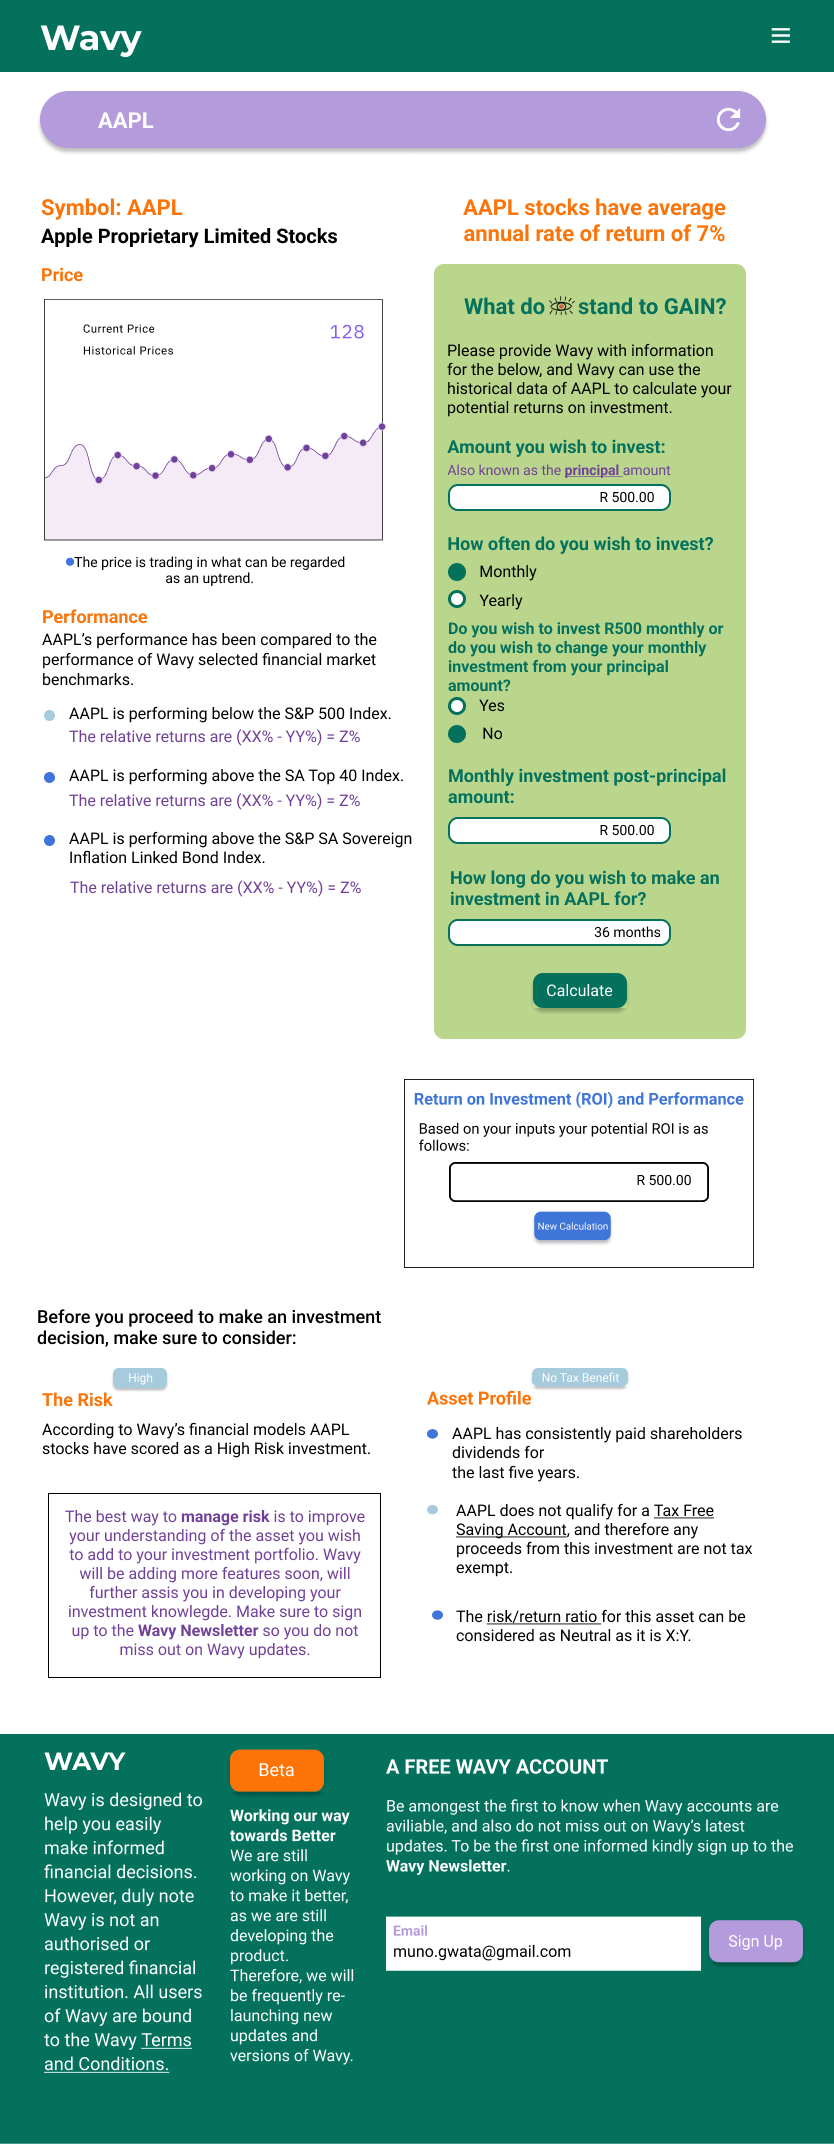 Wavy
AAPL
Symbol: AAPL
Apple Proprietary Limited Stocks
Price
Current Price
128
Historical Prices
The price is trading in what can be regarded
as an uptrend.
Performance
AAPL's performance has been compared to the
performance of Wavy selected financial market
benchmarks.
AAPL is performing below the S&P 500 Index.
The relative returns are (XX% - YY%) = Z%
AAPL is performing above the SA Top 40 Index.
The relative returns are (XX% - YY%) = Z%
AAPL is performing above the S&P SA Sovereign
Inflation Linked Bond Index.
The relative returns are (XX% - YY%) = Z%
AAPL stocks have average
annual rate of return of 7%
What do stand to GAIN?
Please provide Wavy with information
for the below, and Wavy can use the
historical data of AAPL to calculate your
potential returns on investment.
Amount you wish to invest:
Also known as the principal amount
R 500.00
How often do you wish to invest?
Monthly
Yearly
Do you wish to invest R500 monthly or
do you wish to change your monthly
investment from your principal
amount?
Yes
No
Monthly investment post-principal
amount:
R 500.00
How long do you wish to make an
investment in AAPL for?
36 months
Calculate
Return on Investment (ROI) and Performance
Based on your inputs your potential ROI is as
follows:
R 500.00
New Calculation
Before you proceed to make an investment
decision, make sure to consider:
High
The Risk
According to Wavy's financial models AAPL
stocks have scored as a High Risk investment.
The best way to manage risk is to improve
your understanding of the asset you wish
to add to your investment portfolio. Wavy
will be adding more features soon, will
further assis you in developing your
investment knowlegde. Make sure to sign
up to the Wavy Newsletter so you do not
miss out on Wavy updates.
No Tax Benefit
Asset Profile
AAPL has consistently paid shareholders
dividends for
the last five years.
AAPL does not qualify for a Tax Free
Saving Account, and therefore any
proceeds from this investment are not tax
exempt.
The risk/return ratio for this asset can be
considered as Neutral as it is X:Y.
WAVY
Wavy is designed to
help you easily
make informed
financial decisions.
However, duly note
Wavy is not an
authorised or
registered financial
institution. All users
of Wavy are bound
to the Wavy Terms
and Conditions.
Beta
Working our way
towards Better
We are still
working on Wavy
to make it better,
as we are still
developing the
product.
Therefore, we will
be frequently re-
launching new
updates and
versions of Wavy.
A FREE WAVY ACCOUNT
Be amongest the first to know when Wavy accounts are
aviliable, and also do not miss out on Wavy's latest
updates. To be the first one informed kindly sign up to the
Wavy Newsletter.
Email
muno.gwata@gmail.com
Sign Up